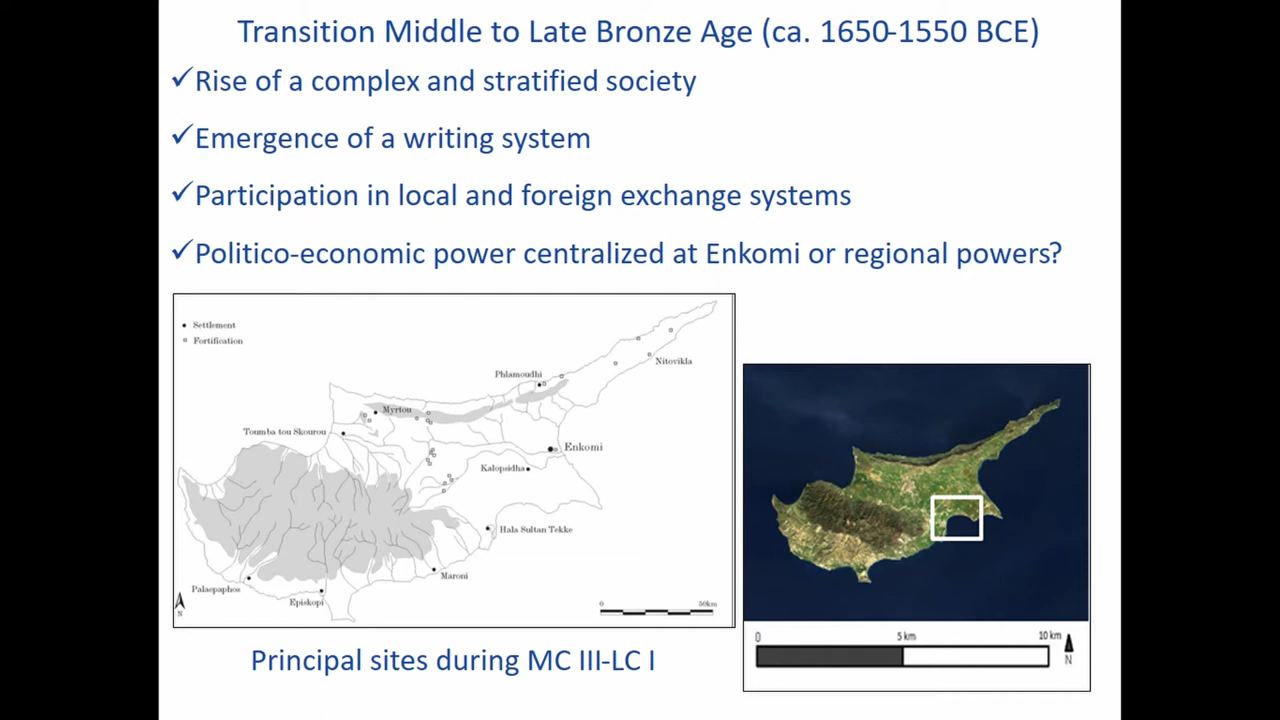 Transition Middle to Late Bronze Age (ca. 1650-1550 BCE)
✓Rise of a complex and stratified society
✓Emergence of a writing system
✓Participation in local and foreign exchange systems
✓Politico-economic power centralized at Enkomi or regional powers?
Settlement
Fortification
Nitovikla
Phlamoudhi
Myrtou
Toumba tou Skourou
Enkomi
Kalopsidha
Hala Sultan Tekke
Maroni
Palaepaphos
Episkopi
N
0 50km
0 5 km 10 km
N
Principal sites during MC III-LC I